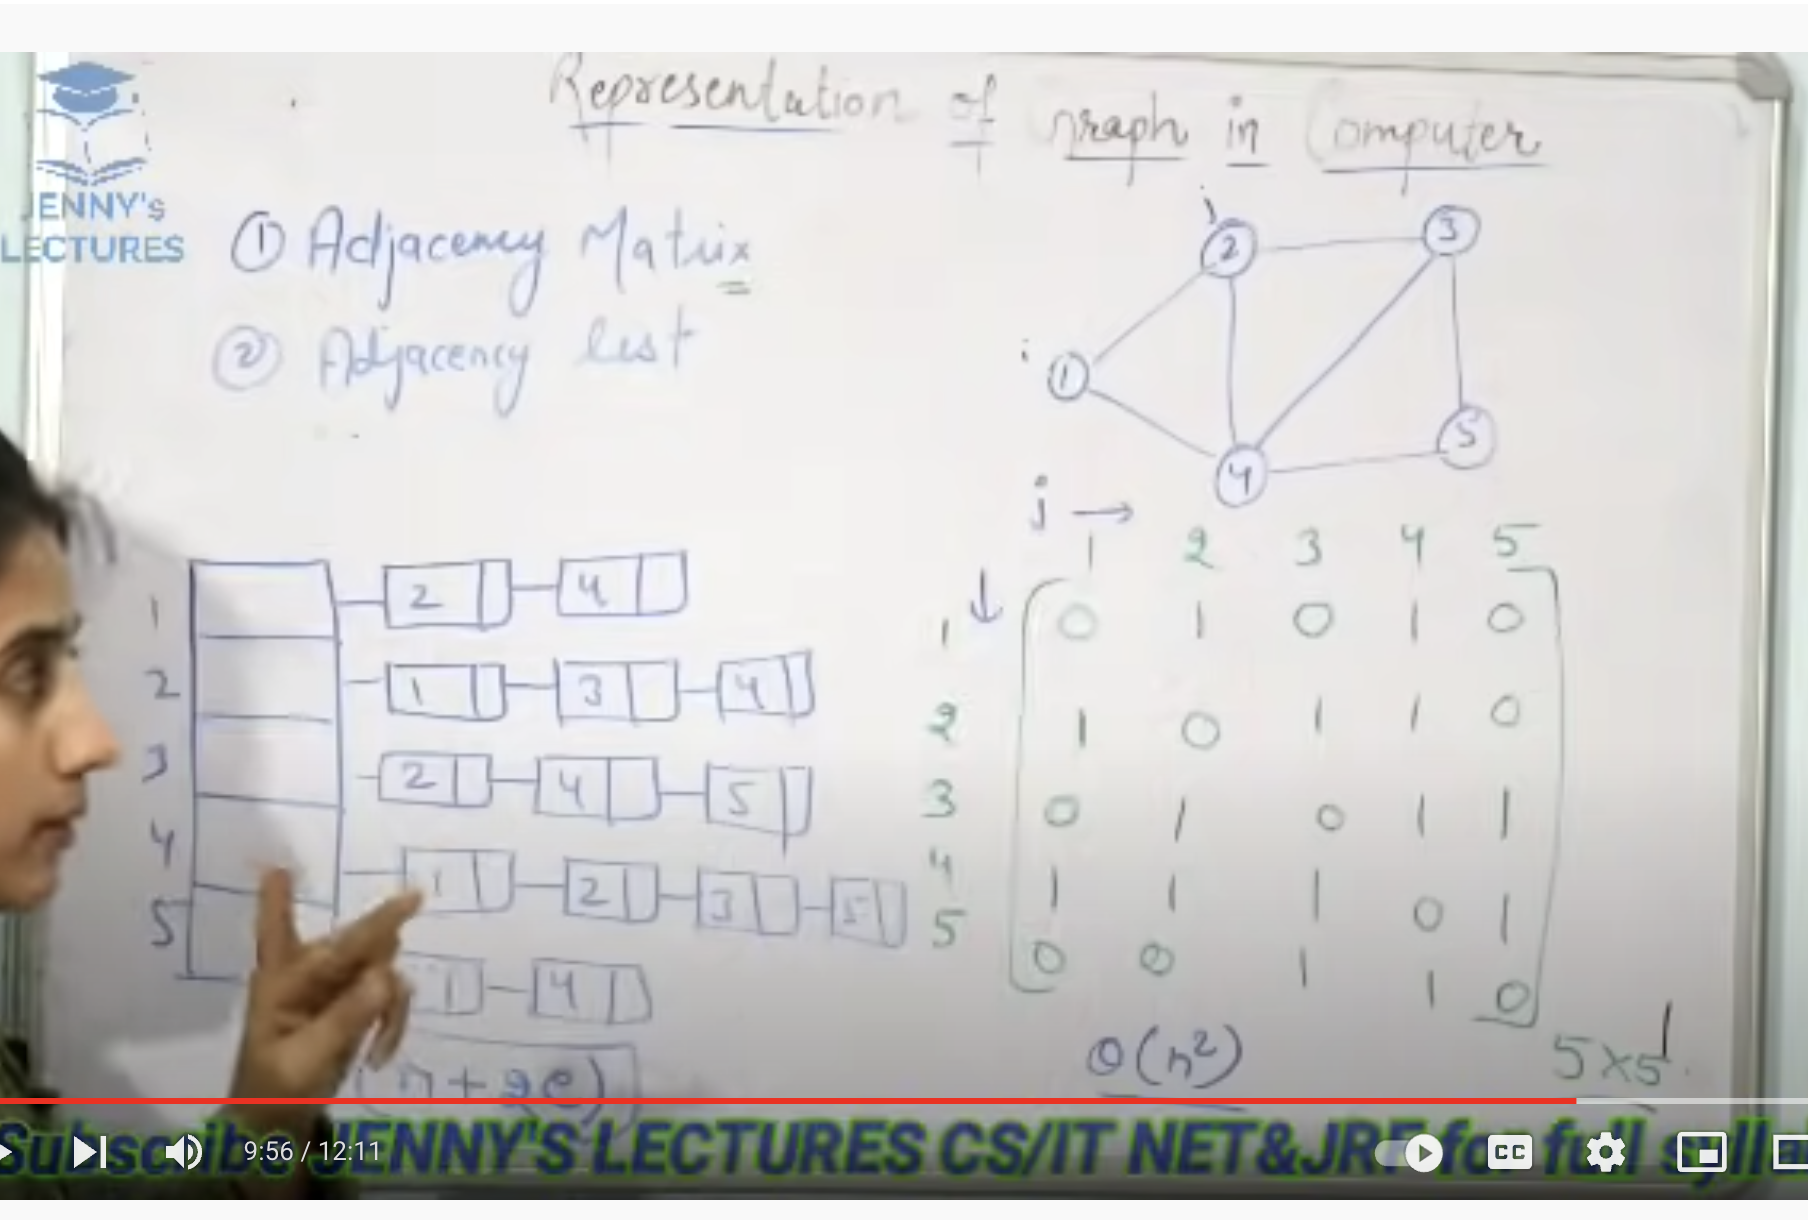 Representation of Graph in Computer
JENNY's
LECTURES
① Adjacency Matrix
② Adjacency list
j
2
3
i
1
5
4
j →
1 2 3 4 5
1 2 4
2 1 3 4
3 2 4 5
4 1 2 3 5
5 1 4
↓
1 0 1 0 1 0
2 1 0 1 1 0
3 0 1 0 1 1
4 1 1 1 0 1
5 0 0 1 1 0
(n+2e)
θ(n²)
5×5
Subscribe JENNY'S LECTURES CS/IT NET&JRF for full
9:56 / 12:11
CC